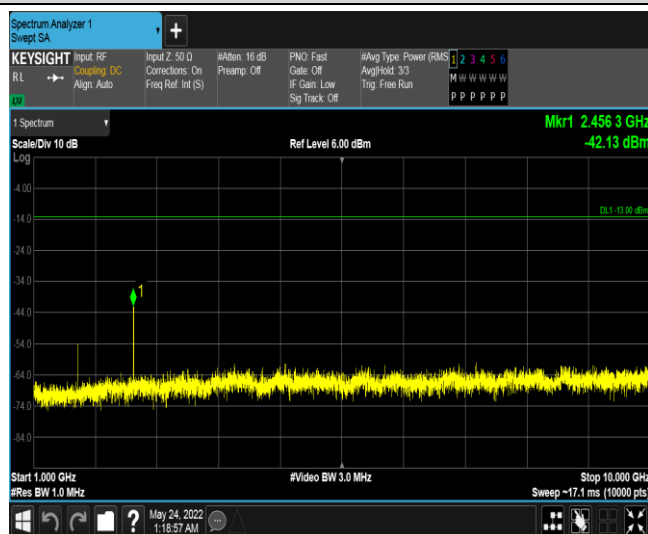 Spectrum Analyzer 1
Swept SA
+
KEYSIGHT Input: RF Input Z: 50 Ω #Atten: 16 dB PNO: Fast #Avg Type: Power (RMS 1 2 3 4 5 6
RL Coupling: DC Corrections: On Preamp: Off Gate: Off Avg|Hold: 3/3 M W W W W W
Align: Auto Freq Ref: Int (S) IF Gain: Low Trig: Free Run
Sig Track: Off P P P P P P
LXI
1 Spectrum Mkr1 2.456 3 GHz
Scale/Div 10 dB Ref Level 6.00 dBm -42.13 dBm
Log
-4.00
DL1 -13.00 dBm
-14.0
-24.0
-34.0
1
-44.0
-54.0
-64.0
-74.0
-84.0
Start 1.000 GHz #Video BW 3.0 MHz Stop 10.000 GHz
#Res BW 1.0 MHz Sweep ~17.1 ms (10000 pts)
? May 24, 2022
1:18:57 AM